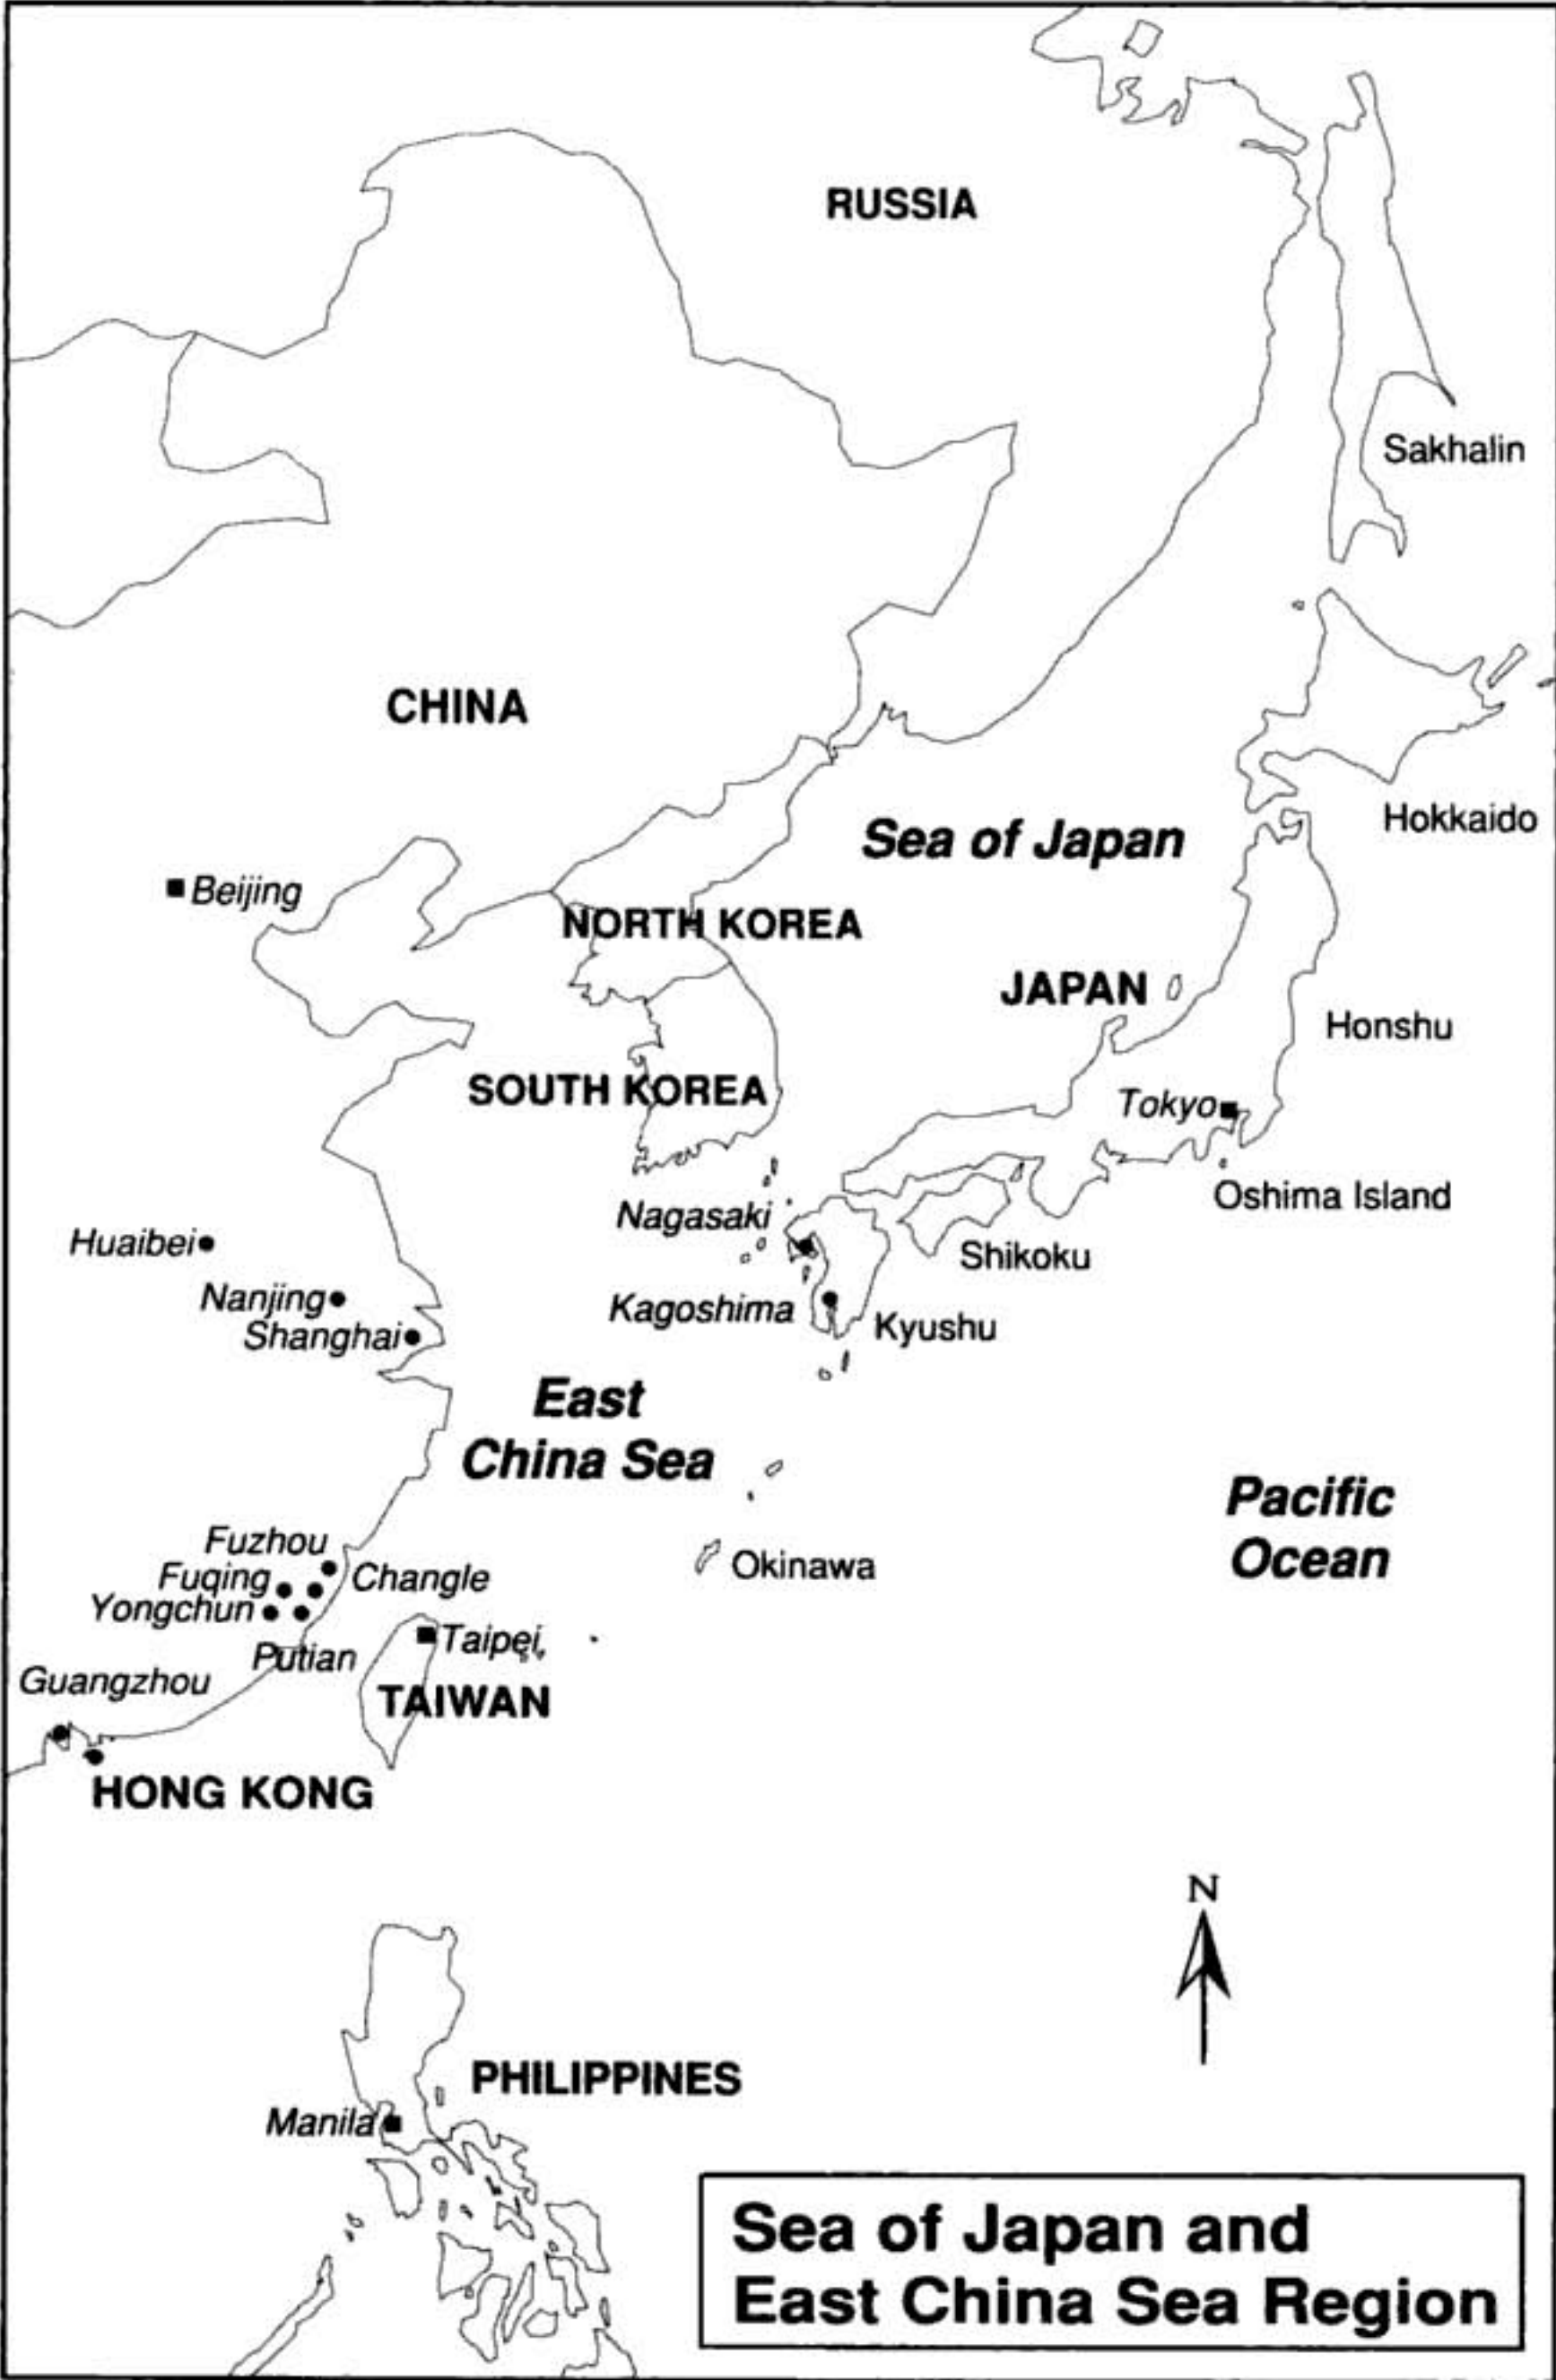 RUSSIA
Sakhalin
CHINA
Hokkaido
Sea of Japan
Beijing
NORTH KOREA
JAPAN
Honshu
SOUTH KOREA
Tokyo
Oshima Island
Nagasaki
Huaibei
Shikoku
Nanjing
Kagoshima
Kyushu
Shanghai
East
China Sea
Pacific
Ocean
Fuzhou
Okinawa
Fuqing
Changle
Yongchun
Taipei
Putian
Guangzhou
TAIWAN
HONG KONG
N
PHILIPPINES
Manila
Sea of Japan and
East China Sea Region